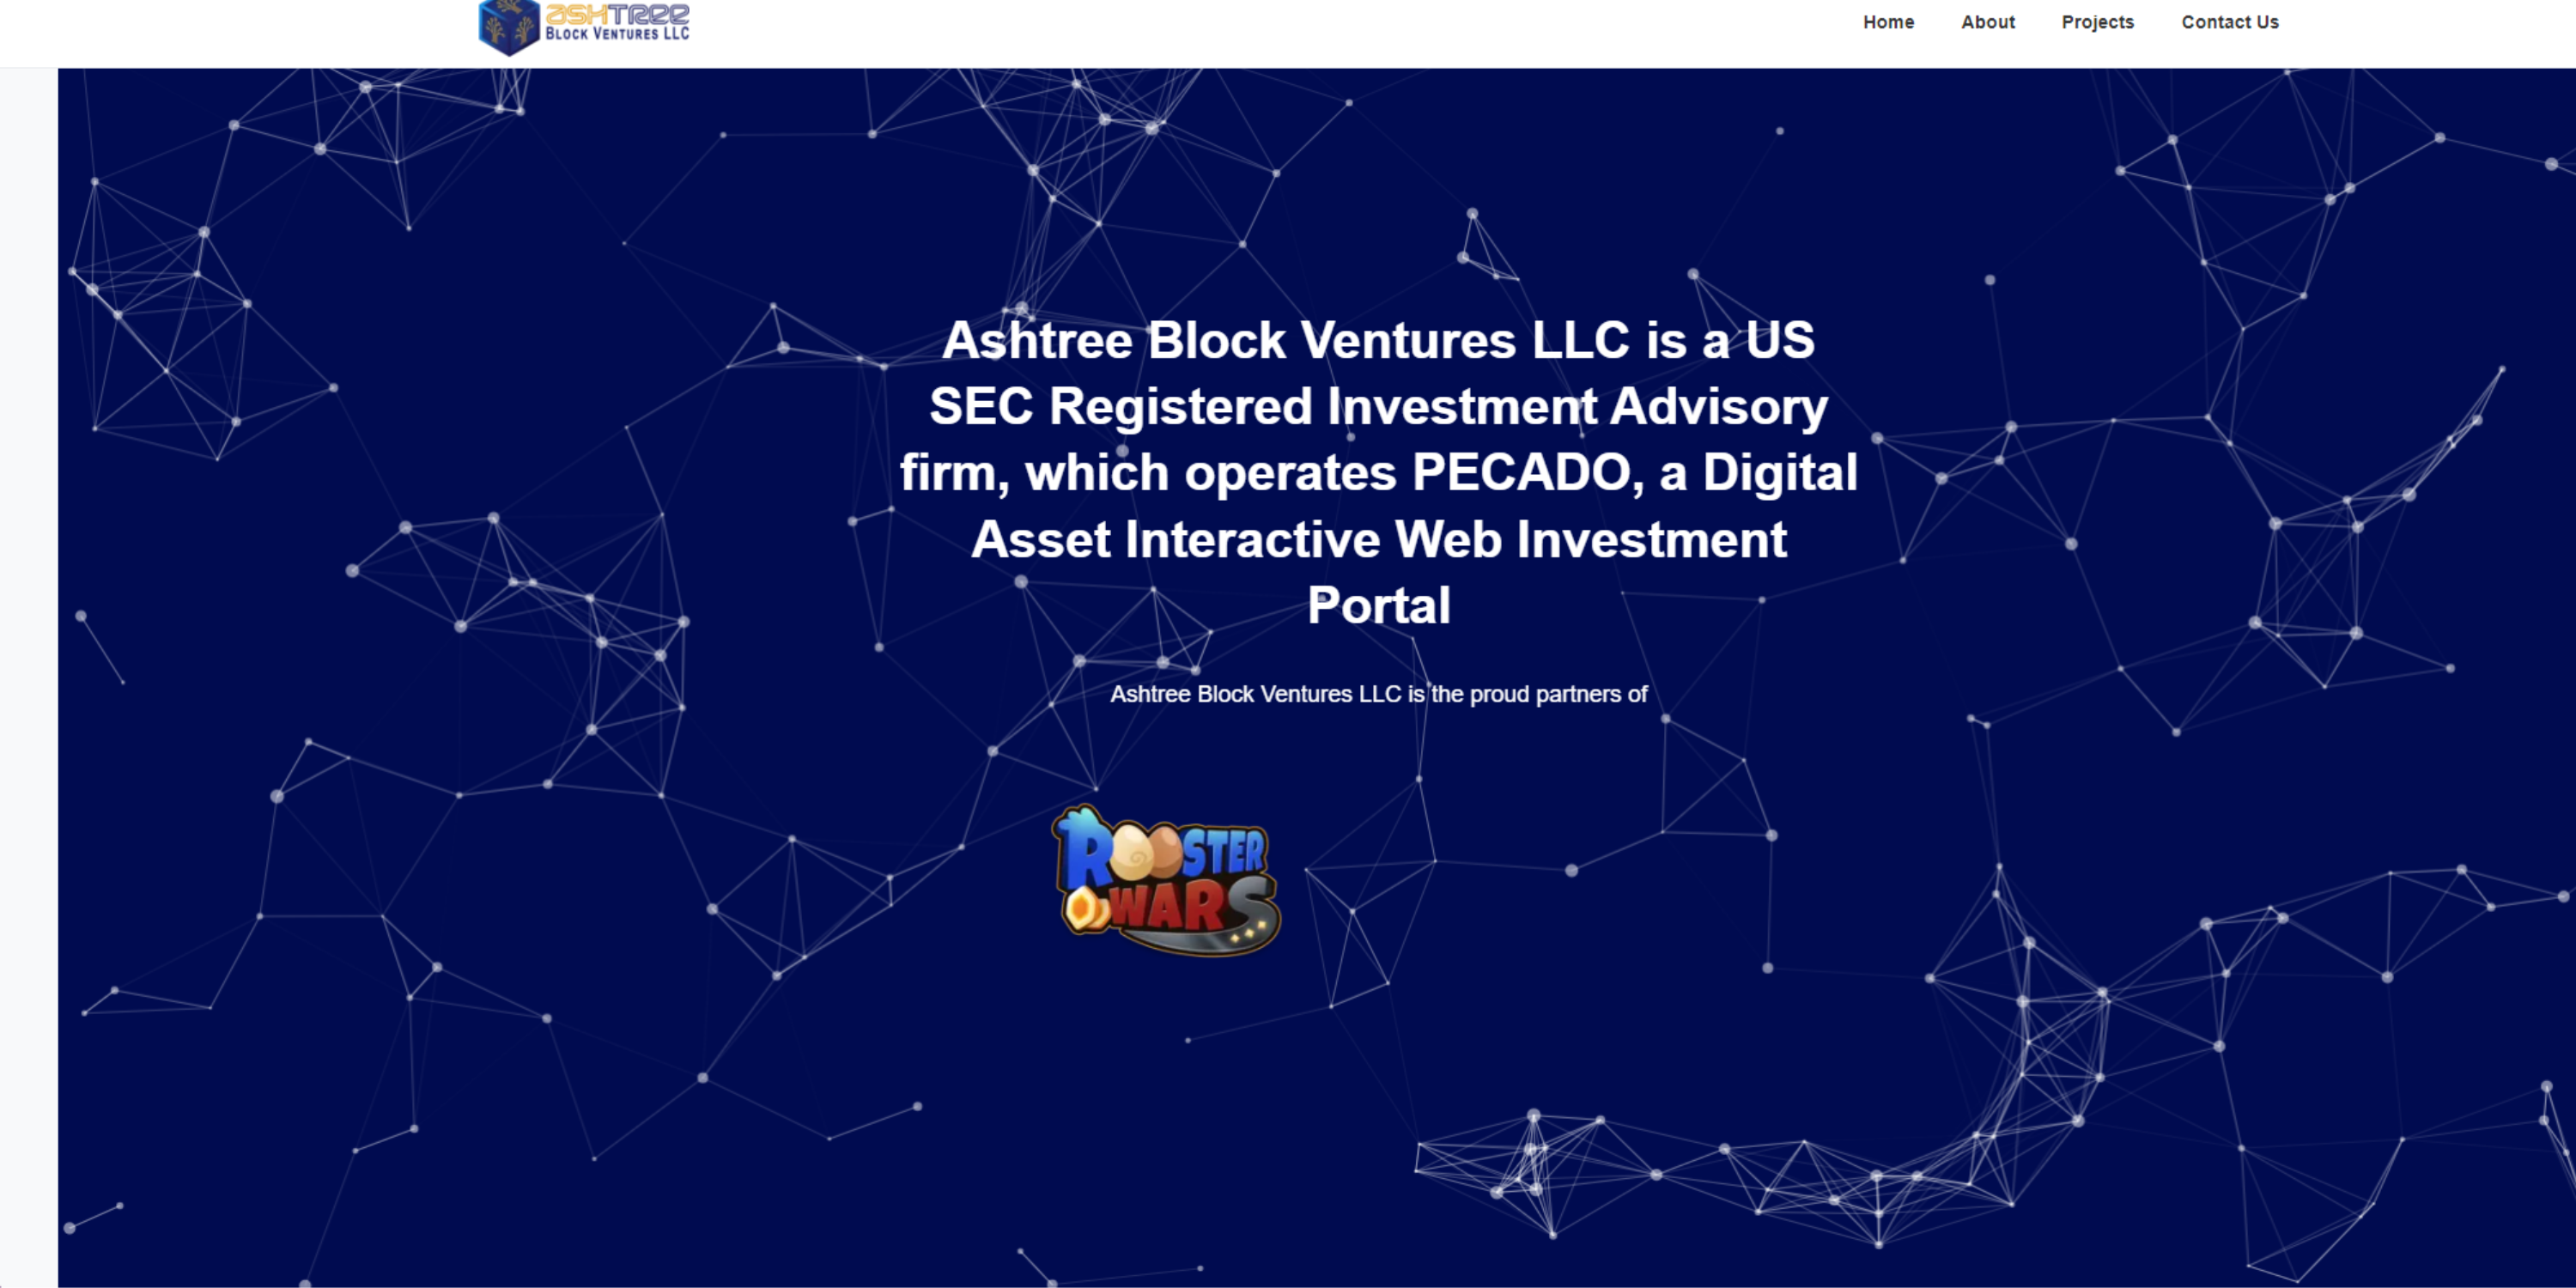 ASHTREE
BLOCK VENTURES LLC
Home About Projects Contact Us
Ashtree Block Ventures LLC is a US
SEC Registered Investment Advisory
firm, which operates PECADO, a Digital
Asset Interactive Web Investment
Portal
Ashtree Block Ventures LLC is the proud partners of
ROOSTER
WARS